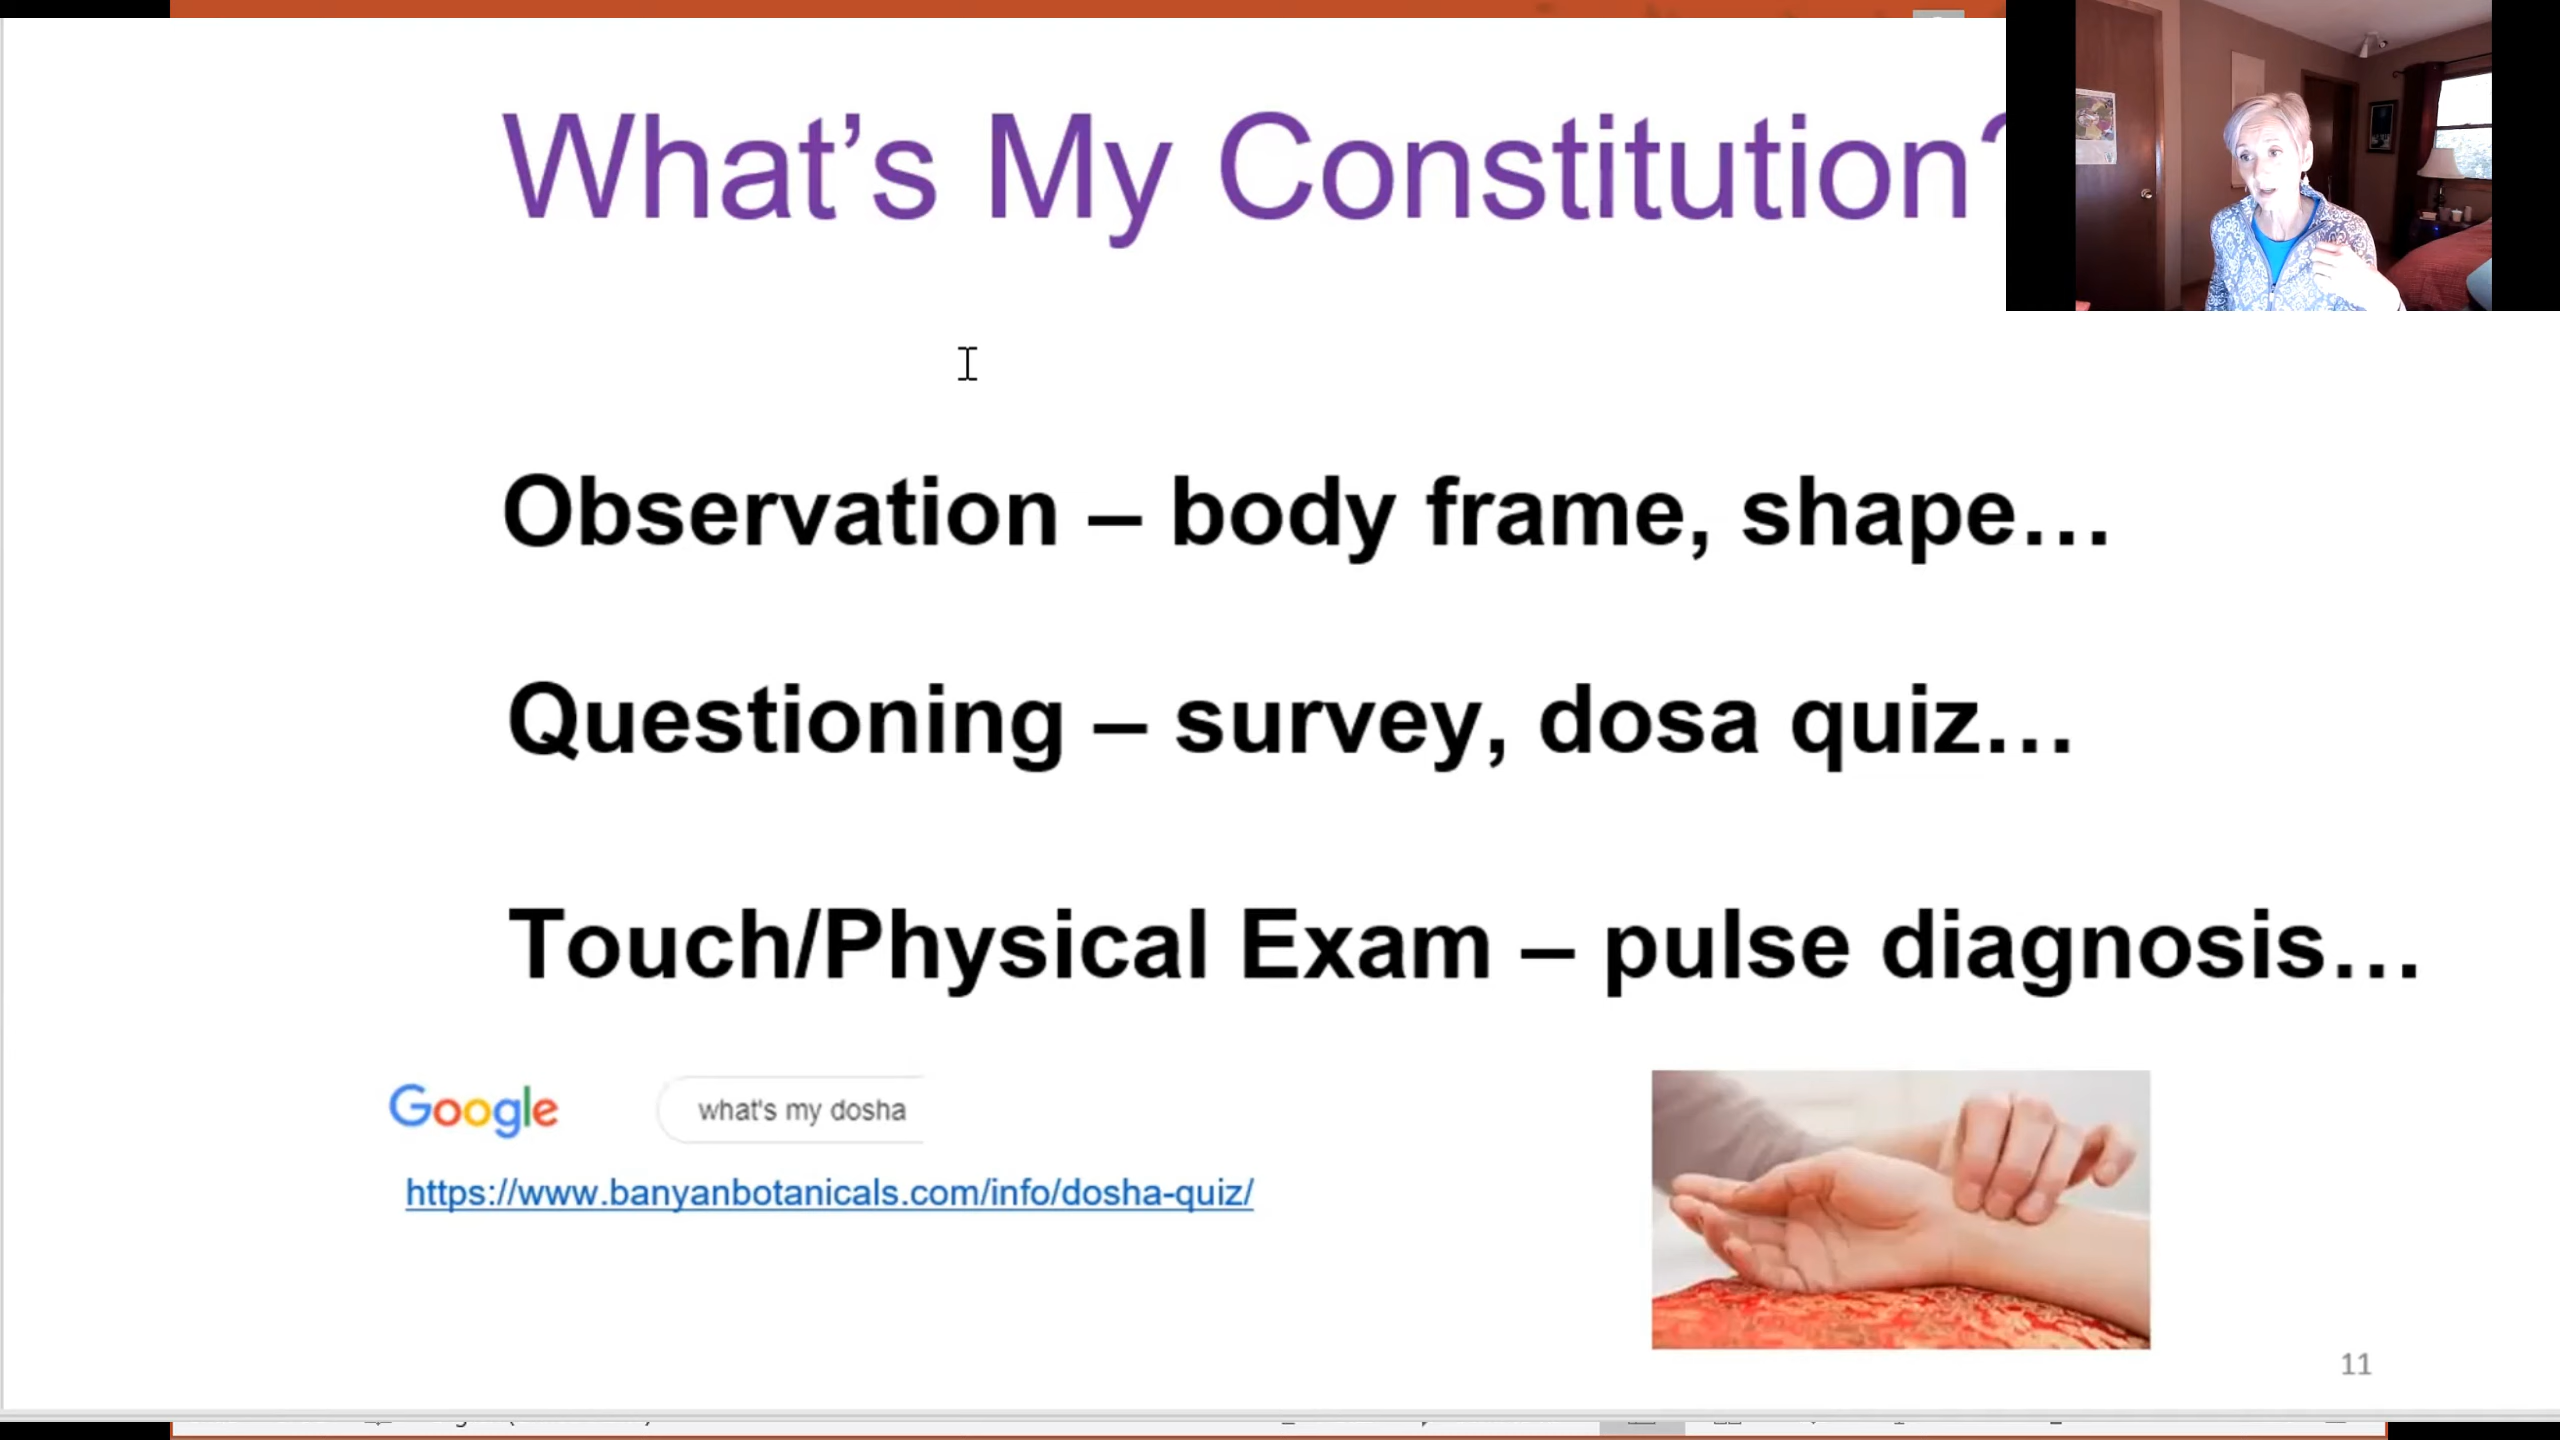 What's My Constitution?
Observation – body frame, shape…
Questioning – survey, dosa quiz…
Touch/Physical Exam – pulse diagnosis…
Google
what's my dosha
https://www.banyanbotanicals.com/info/dosha-quiz/
11